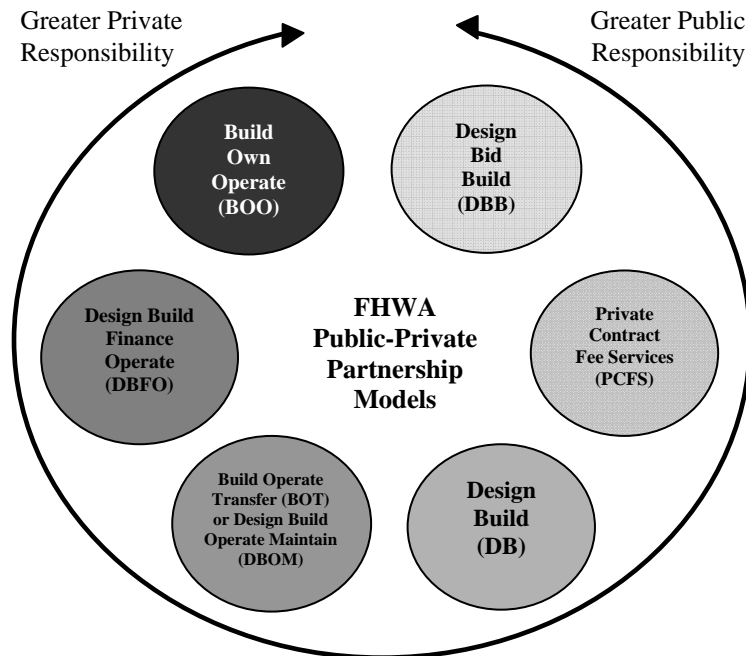 Greater Private
Responsibility
Greater Public
Responsibility
Build
Own
Operate
(BOO)
Design
Bid
Build
(DBB)
Design Build
Finance
Operate
(DBFO)
FHWA
Public-Private
Partnership
Models
Private
Contract
Fee Services
(PCFS)
Build Operate
Transfer (BOT)
or Design Build
Operate Maintain
(DBOM)
Design
Build
(DB)